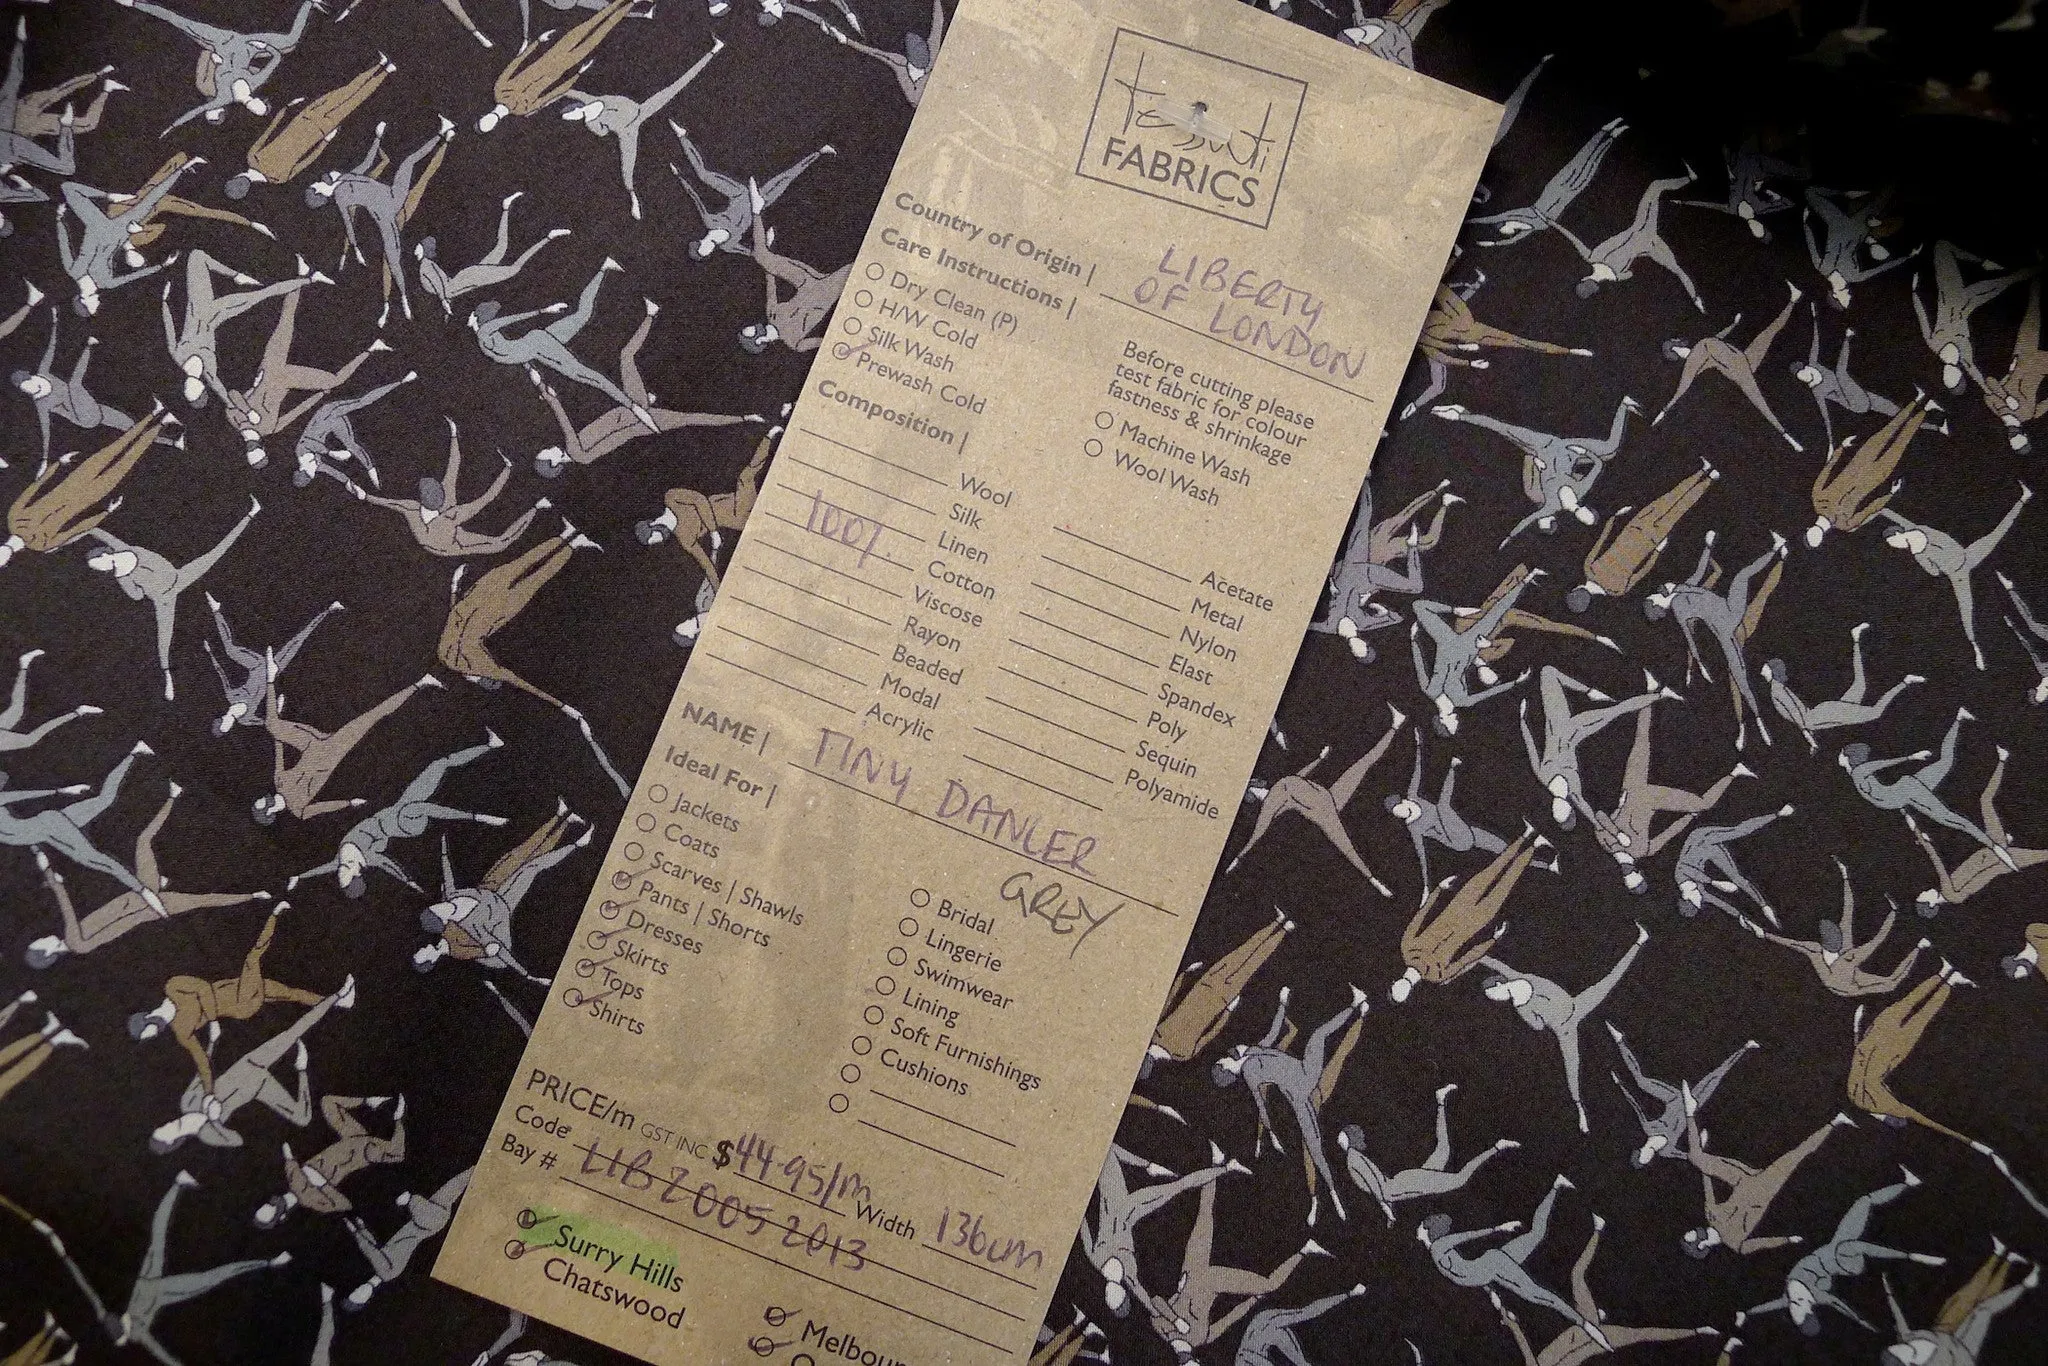 tessuti
FABRICS
Country of Origin | LIBERTY
OF LONDON
Care Instructions |
Dry Clean (P)
H/W Cold
Silk Wash
Prewash Cold
Before cutting please
test fabric for colour
fastness & shrinkage
Machine Wash
Wool Wash
Composition |
Wool
Silk
Linen
100% Cotton
Viscose
Rayon
Beaded
Modal
Acrylic
Acetate
Metal
Nylon
Elast
Spandex
Poly
Sequin
Polyamide
NAME | TINY DANCER
GREY
Ideal For |
Jackets
Coats
Scarves | Shawls
Pants | Shorts
Dresses
Skirts
Tops
Shirts
Bridal
Lingerie
Swimwear
Lining
Soft Furnishings
Cushions
PRICE/m GST INC $44.95/m
Code LIB20052013 Width 136cm
Bay #
Surry Hills
Chatswood